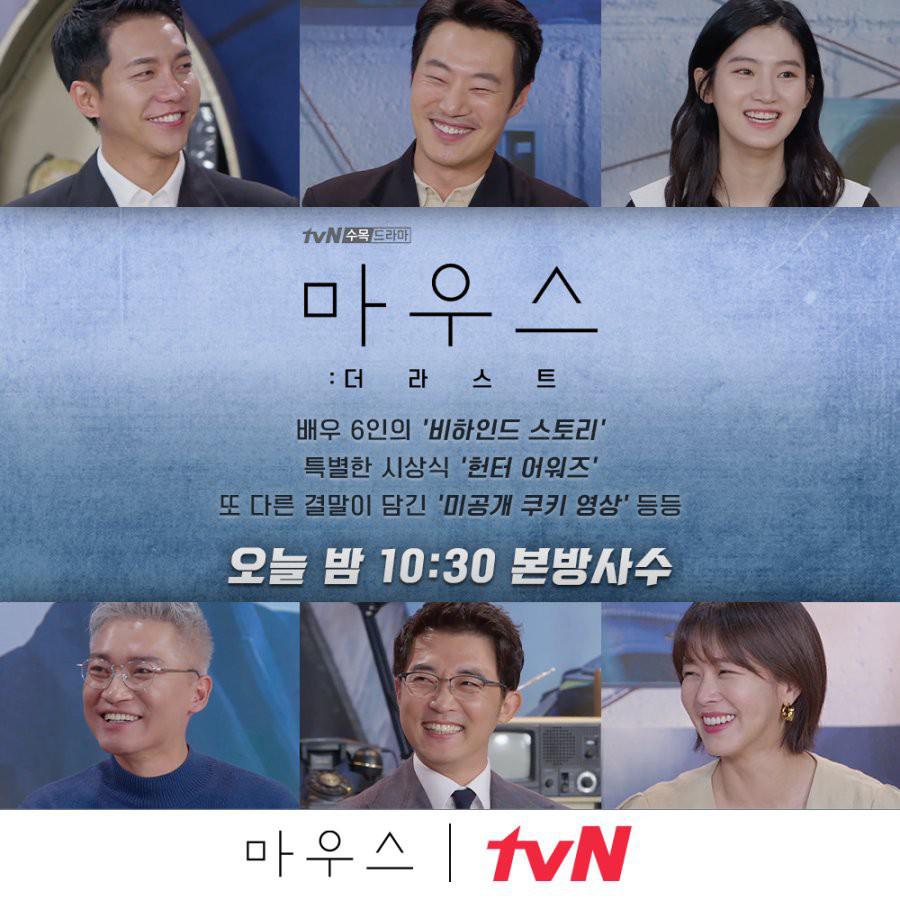 tvN 수목드라마
마우스
:더라스트
배우 6인의 '비하인드 스토리'
특별한 시상식 '헌터 어워즈'
또 다른 결말이 담긴 '미공개 쿠키 영상' 등등
오늘 밤 10:30 본방사수
마우스 | tvN